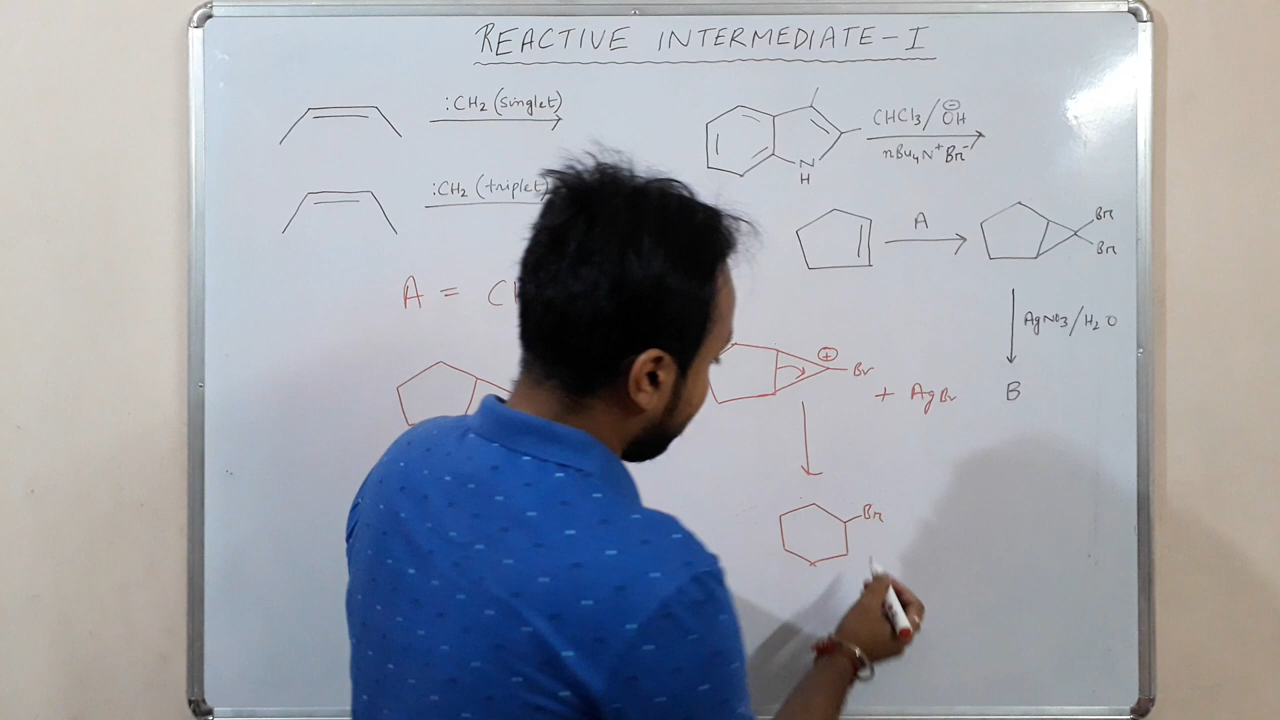 REACTIVE INTERMEDIATE-I
:CH2 (singlet)
:CH2 (triplet)
CHCl3/OH⊖
nBu4N+Br-
N
H
A
Br
Br
AgNO3/H2O
B
A = C
⊕
Br
+ AgBr
Br